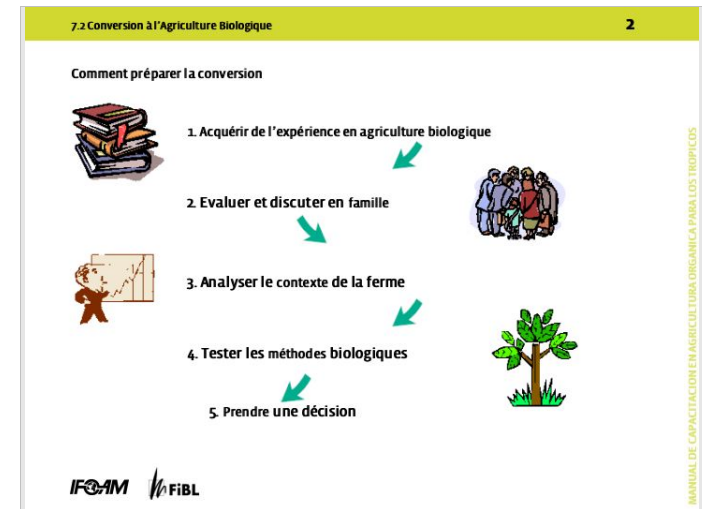 7.2 Conversion à l'Agriculture Biologique
2
Comment préparer la conversion
1. Acquérir de l'expérience en agriculture biologique
2. Evaluer et discuter en famille
3. Analyser le contexte de la ferme
4. Tester les méthodes biologiques
5. Prendre une décision
IFOAM
FiBL
MANUAL DE CAPACITACION EN AGRICULTURA ORGANICA PARA LOS TROPICOS